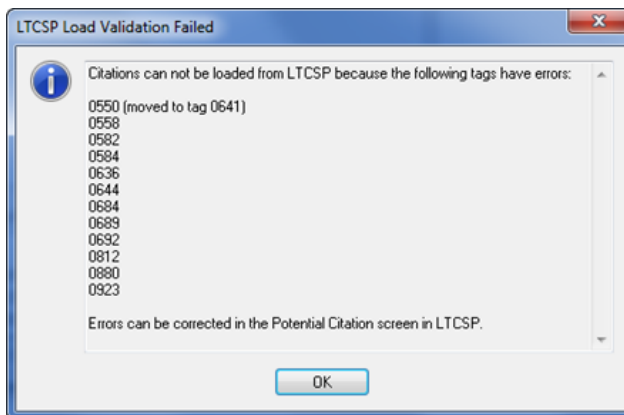 LTCSP Load Validation Failed
Citations can not be loaded from LTCSP because the following tags have errors:
0550 (moved to tag 0641)
0558
0582
0584
0636
0644
0684
0689
0692
0812
0880
0923
Errors can be corrected in the Potential Citation screen in LTCSP.
OK